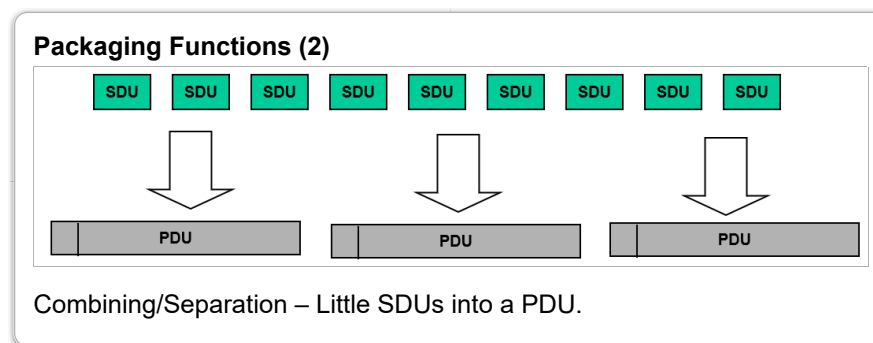 Packaging Functions (2)
SDU SDU SDU SDU SDU SDU SDU SDU SDU
PDU PDU PDU
Combining/Separation – Little SDUs into a PDU.